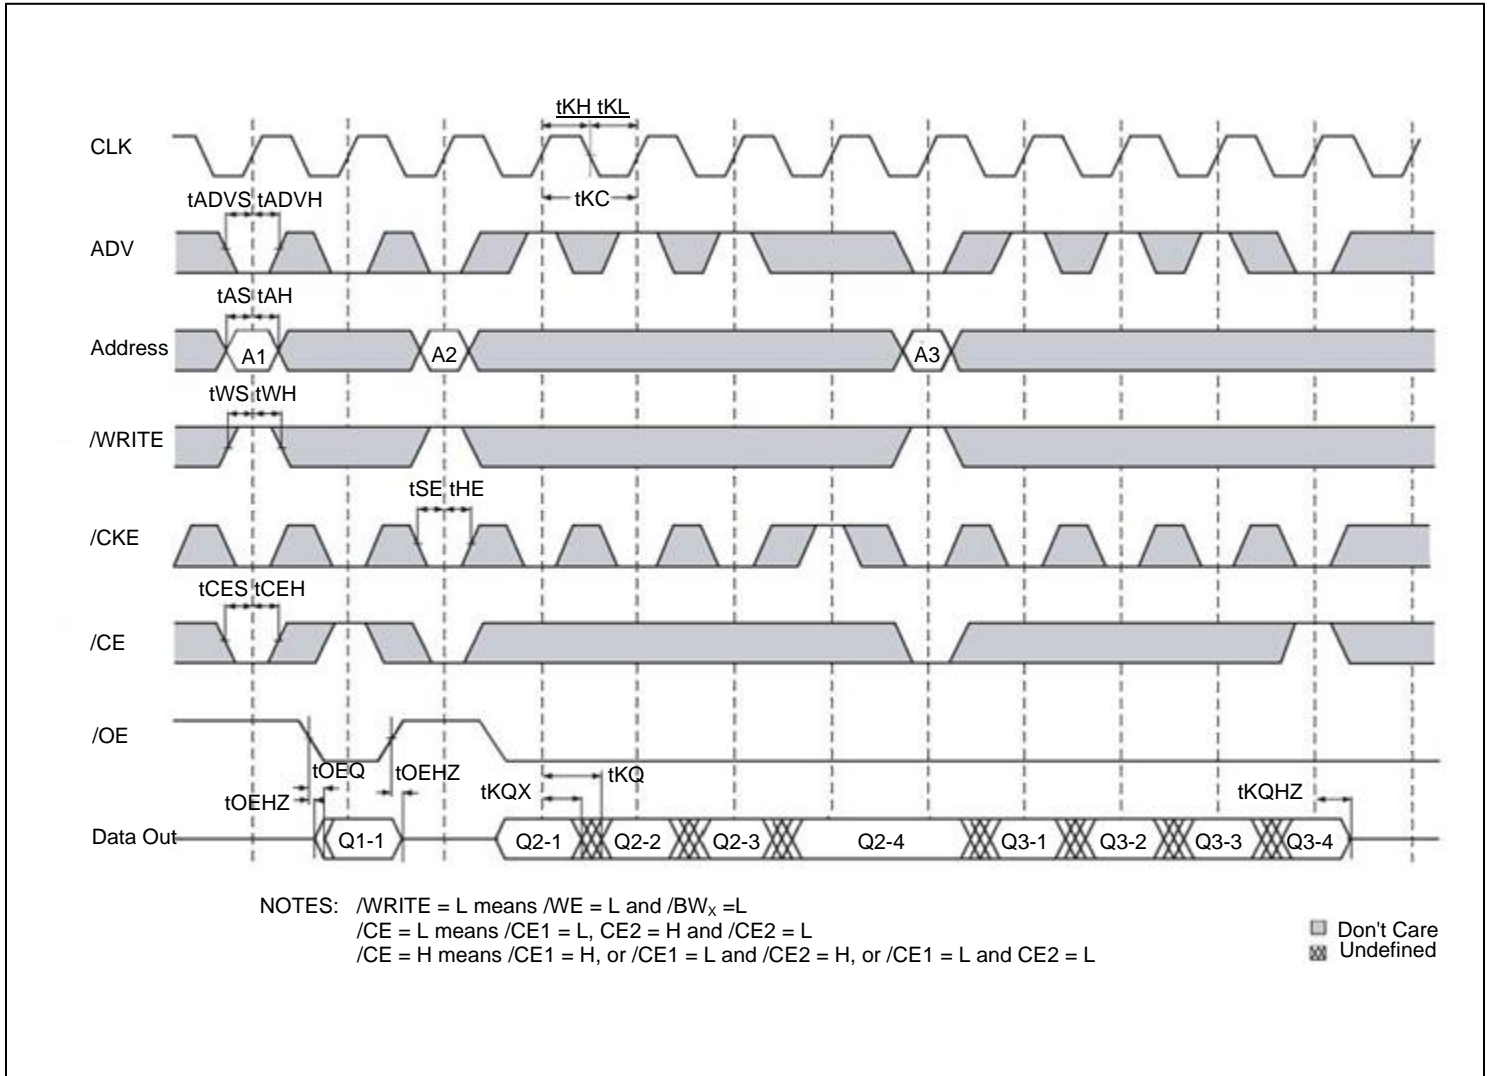 tKH tKL
CLK
tKC
tADVS tADVH
ADV
tAS tAH
Address
A1
A2
A3
tWS tWH
/WRITE
tSE tHE
/CKE
tCES tCEH
/CE
/OE
tOEQ
tOEHZ
tKQ
tKQX
tOEHZ
tKQHZ
Data Out
Q1-1
Q2-1
Q2-2
Q2-3
Q2-4
Q3-1
Q3-2
Q3-3
Q3-4
NOTES: /WRITE = L means /WE = L and /BWX =L
/CE = L means /CE1 = L, CE2 = H and /CE2 = L
/CE = H means /CE1 = H, or /CE1 = L and /CE2 = H, or /CE1 = L and CE2 = L
Don't Care
Undefined